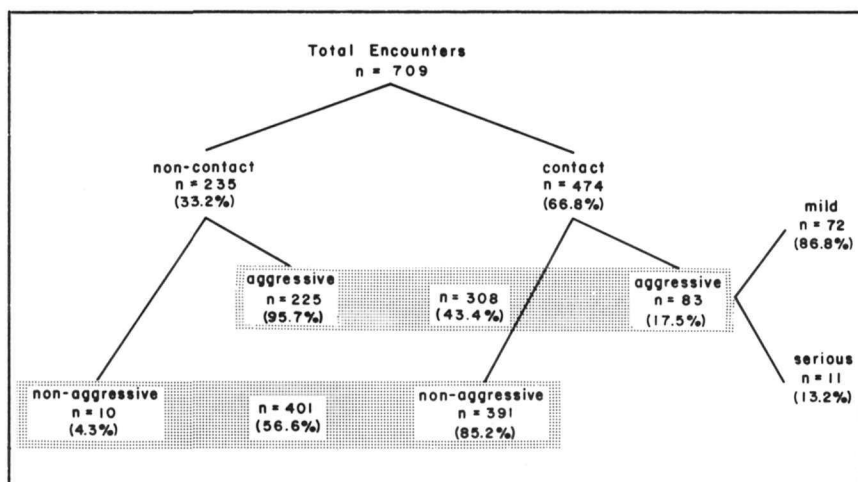 Total Encounters
n = 709
non-contact
n = 235
(33.2%)
contact
n = 474
(66.8%)
mild
n = 72
(86.8%)
aggressive
n = 225
(95.7%)
n = 308
(43.4%)
aggressive
n = 83
(17.5%)
serious
n = 11
(13.2%)
non-aggressive
n = 10
(4.3%)
n = 401
(56.6%)
non-aggressive
n = 391
(85.2%)